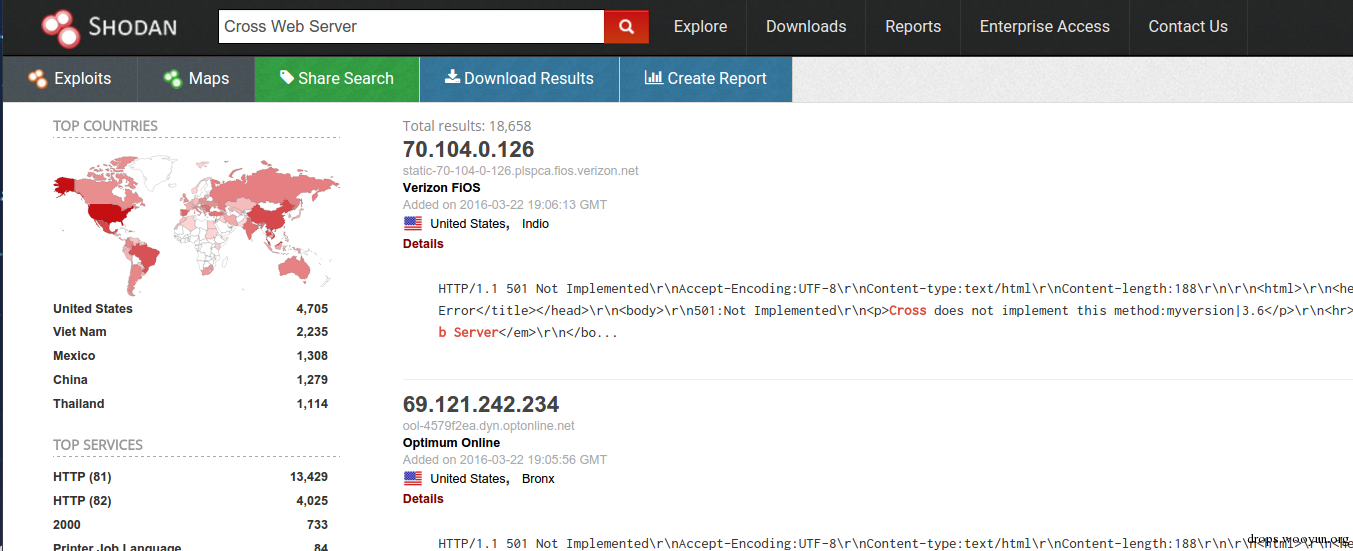 SHODAN
Cross Web Server
Explore
Downloads
Reports
Enterprise Access
Contact Us
Exploits
Maps
Share Search
Download Results
Create Report
TOP COUNTRIES
United States 4,705
Viet Nam 2,235
Mexico 1,308
China 1,279
Thailand 1,114
TOP SERVICES
HTTP (81) 13,429
HTTP (82) 4,025
2000 733
Printer Job Language 84
Total results: 18,658
70.104.0.126
static-70-104-0-126.plspca.fios.verizon.net
Verizon FiOS
Added on 2016-03-22 19:06:13 GMT
United States, Indio
Details
HTTP/1.1 501 Not Implemented\r\nAccept-Encoding:UTF-8\r\nContent-type:text/html\r\nContent-length:188\r\n\r\n<html>\r\n<he
Error</title></head>\r\n<body>\r\n501:Not Implemented\r\n<p>Cross does not implement this method:myversion|3.6</p>\r\n<hr>
b Server</em>\r\n</bo...
69.121.242.234
ool-4579f2ea.dyn.optonline.net
Optimum Online
Added on 2016-03-22 19:05:56 GMT
United States, Bronx
Details
HTTP/1.1 501 Not Implemented\r\nAccept-Encoding:UTF-8\r\nContent-type:text/html\r\nContent-length:188\r\n\r\n<html>\r\n<he
drops.wooyun.org